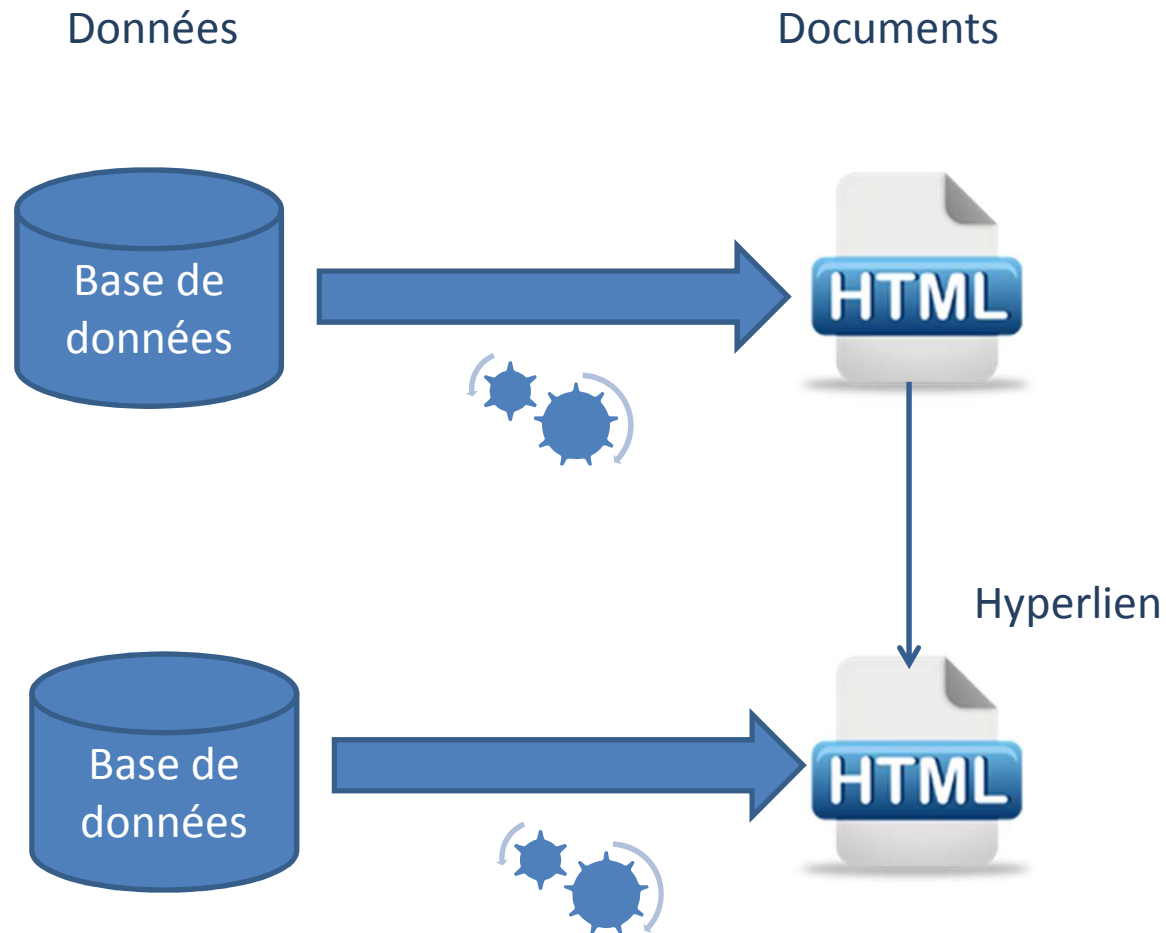 Données
Documents
Base de
données
HTML
Hyperlien
Base de
données
HTML